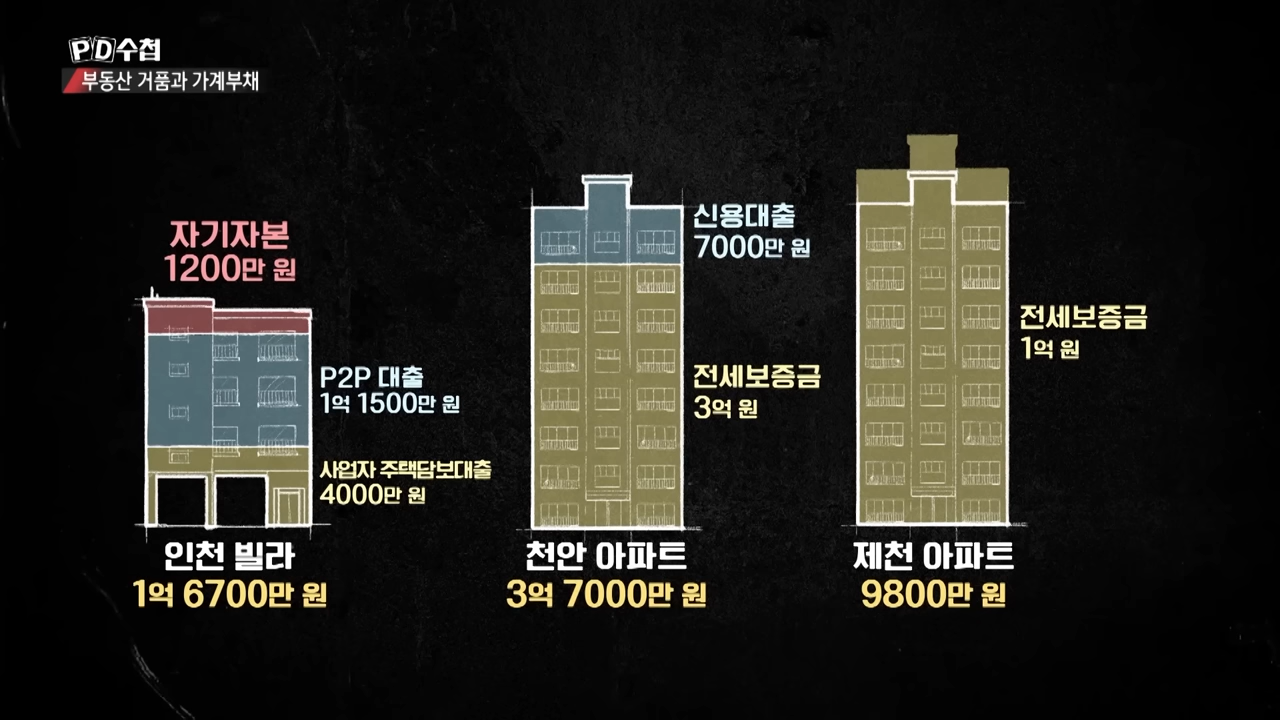 PD수첩
부동산 거품과 가계부채
자기자본
1200만 원
P2P 대출
1억 1500만 원
사업자 주택담보대출
4000만 원
인천 빌라
1억 6700만 원
신용대출
7000만 원
전세보증금
3억 원
천안 아파트
3억 7000만 원
전세보증금
1억 원
제천 아파트
9800만 원